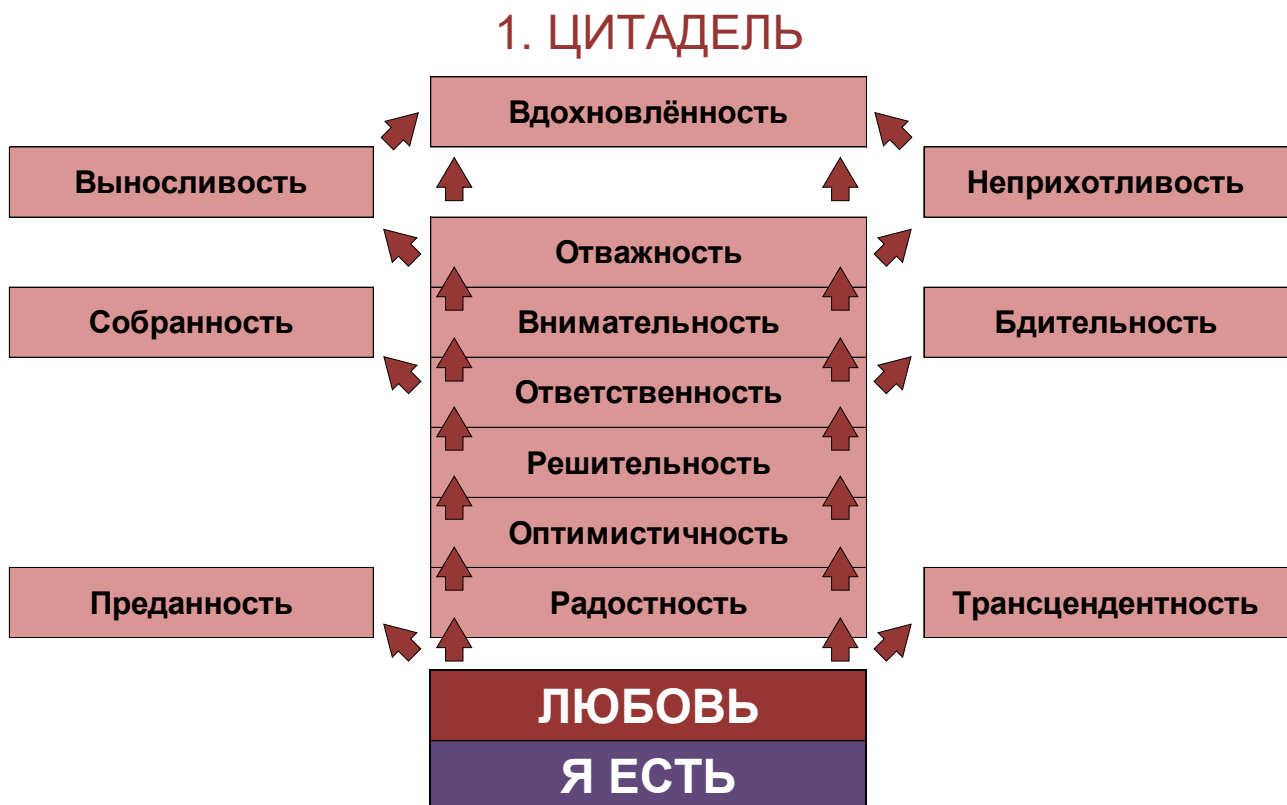 1. ЦИТАДЕЛЬ
Вдохновлённость
Выносливость
Неприхотливость
Отважность
Собранность
Внимательность
Бдительность
Ответственность
Решительность
Оптимистичность
Преданность
Радостность
Трансцендентность
ЛЮБОВЬ
Я ЕСТЬ